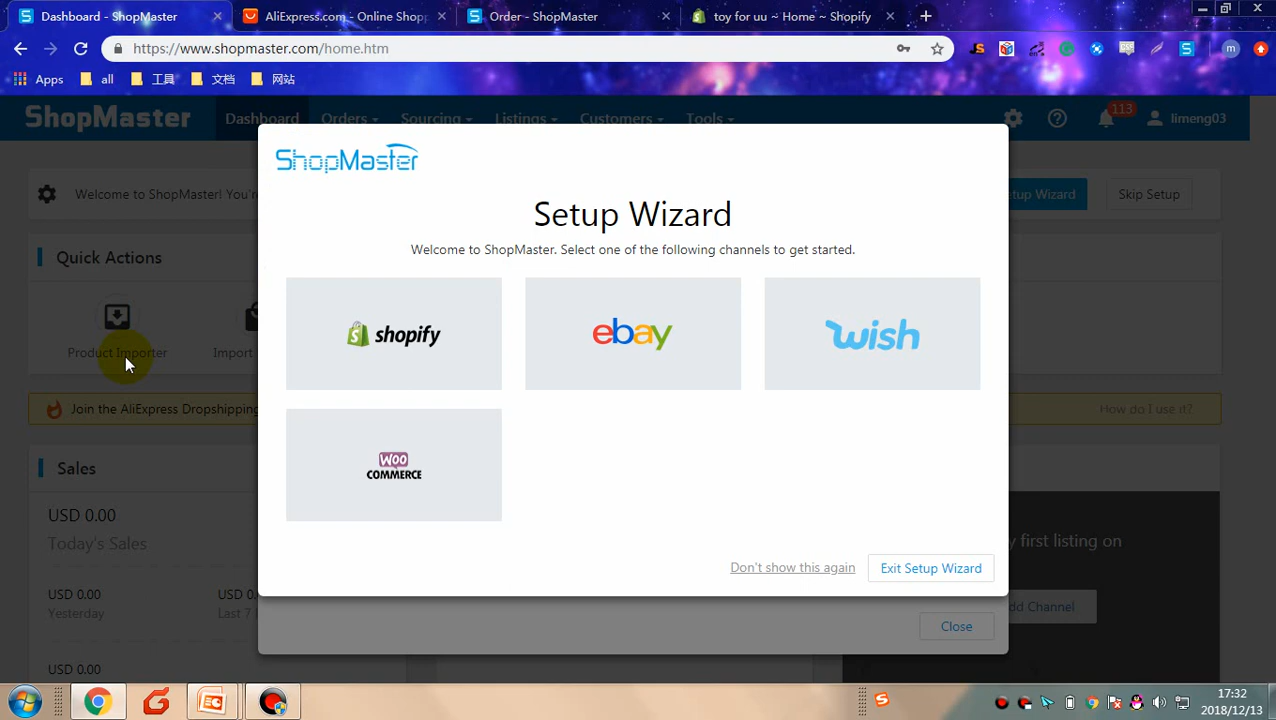 Dashboard - ShopMaster
AliExpress.com - Online Shopp
Order - ShopMaster
toy for uu ~ Home ~ Shopify
https://www.shopmaster.com/home.htm
Apps
all
工具
文档
网站
ShopMaster
Dashboard
Orders
Sourcing
Listings
Customers
Tools
113
limeng03
Welcome to ShopMaster! You're
etup Wizard
Skip Setup
Quick Actions
Product Importer
Import
Join the AliExpress Dropshipping
How do I use it?
Sales
USD 0.00
Today's Sales
USD 0.00
USD 0.0
Yesterday
Last 7
USD 0.00
y first listing on
dd Channel
ShopMaster
Setup Wizard
Welcome to ShopMaster. Select one of the following channels to get started.
shopify
ebay
wish
WOO
COMMERCE
Don't show this again
Exit Setup Wizard
Close
17:32
2018/12/13